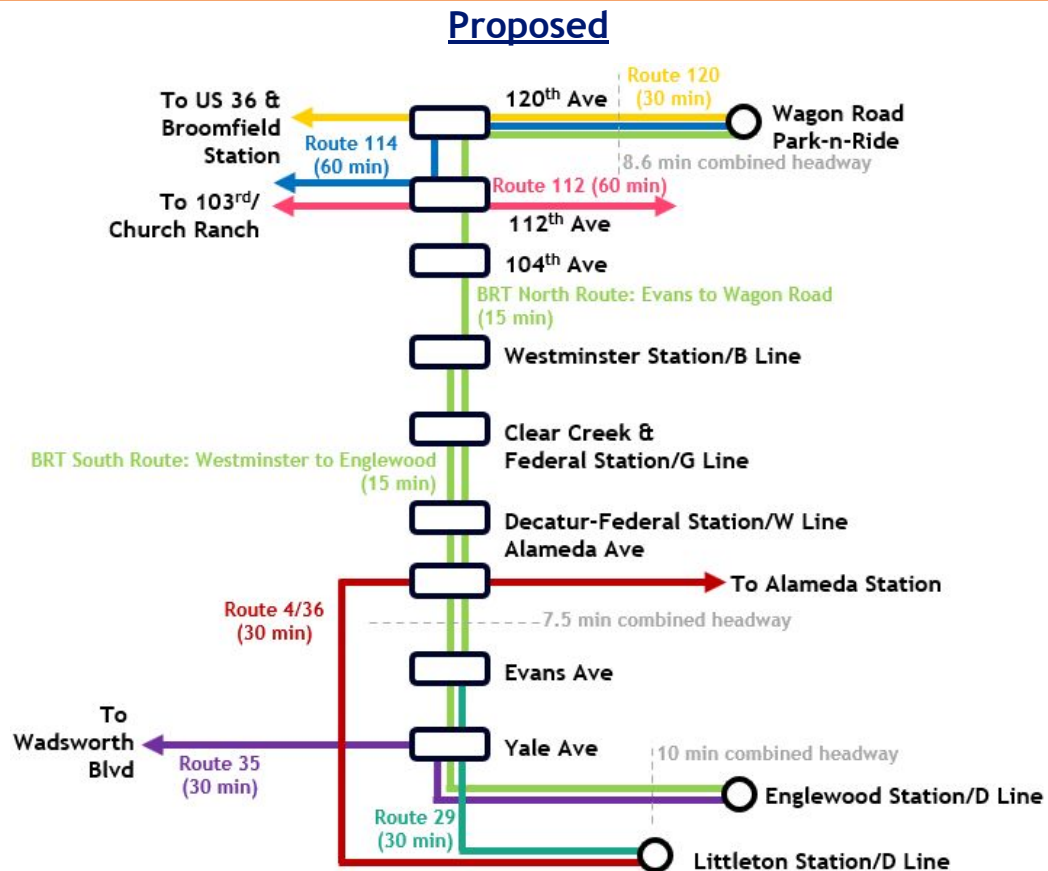 Proposed
To US 36 &
Broomfield
Station
120th Ave
Route 120
(30 min)
Wagon Road
Park-n-Ride
Route 114
(60 min)
8.6 min combined headway
Route 112 (60 min)
To 103rd/
Church Ranch
112th Ave
104th Ave
BRT North Route: Evans to Wagon Road
(15 min)
Westminster Station/B Line
Clear Creek &
Federal Station/G Line
BRT South Route: Westminster to Englewood
(15 min)
Decatur-Federal Station/W Line
Alameda Ave
To Alameda Station
Route 4/36
(30 min)
7.5 min combined headway
Evans Ave
To
Wadsworth
Blvd
Yale Ave
Route 35
(30 min)
10 min combined headway
Englewood Station/D Line
Route 29
(30 min)
Littleton Station/D Line